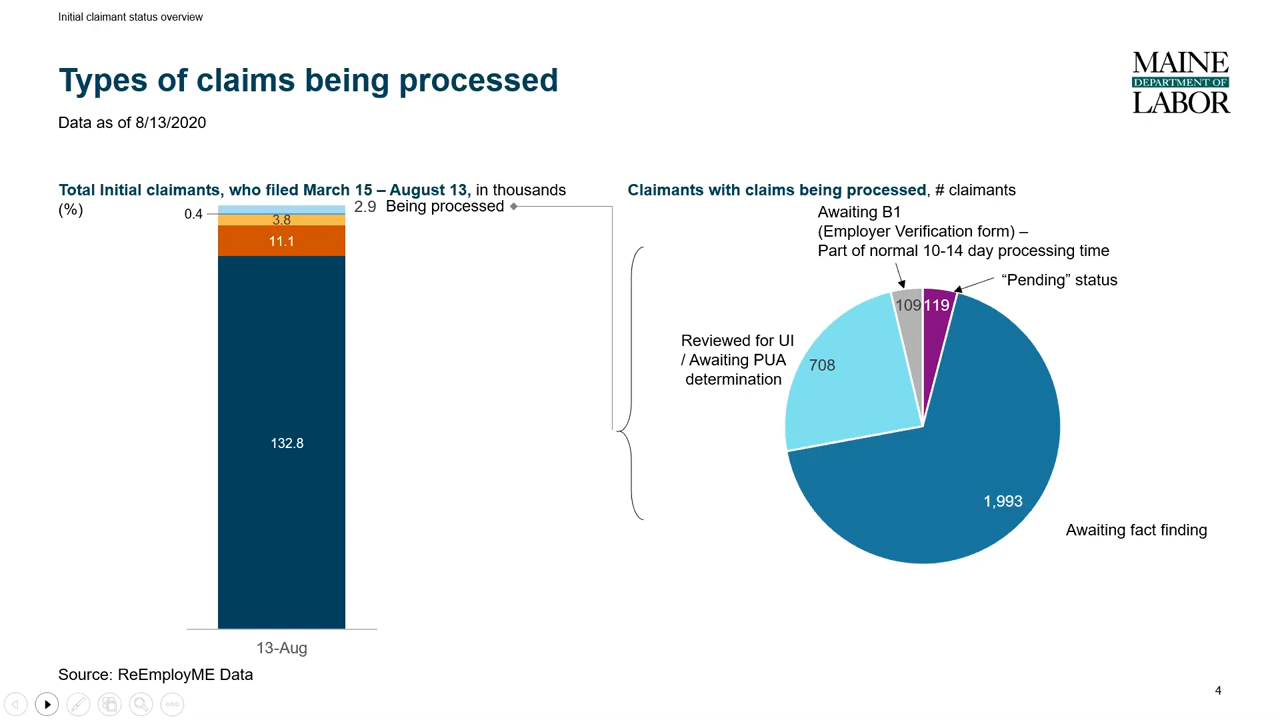 Initial claimant status overview
Types of claims being processed
Data as of 8/13/2020
MAINE
DEPARTMENT OF
LABOR
Total Initial claimants, who filed March 15 – August 13, in thousands
(%)
0.4
2.9 Being processed
3.8
11.1
132.8
13-Aug
Claimants with claims being processed, # claimants
Awaiting B1
(Employer Verification form) –
Part of normal 10-14 day processing time
“Pending” status
109
119
Reviewed for UI
/ Awaiting PUA
determination
708
1,993
Awaiting fact finding
Source: ReEmployME Data
4